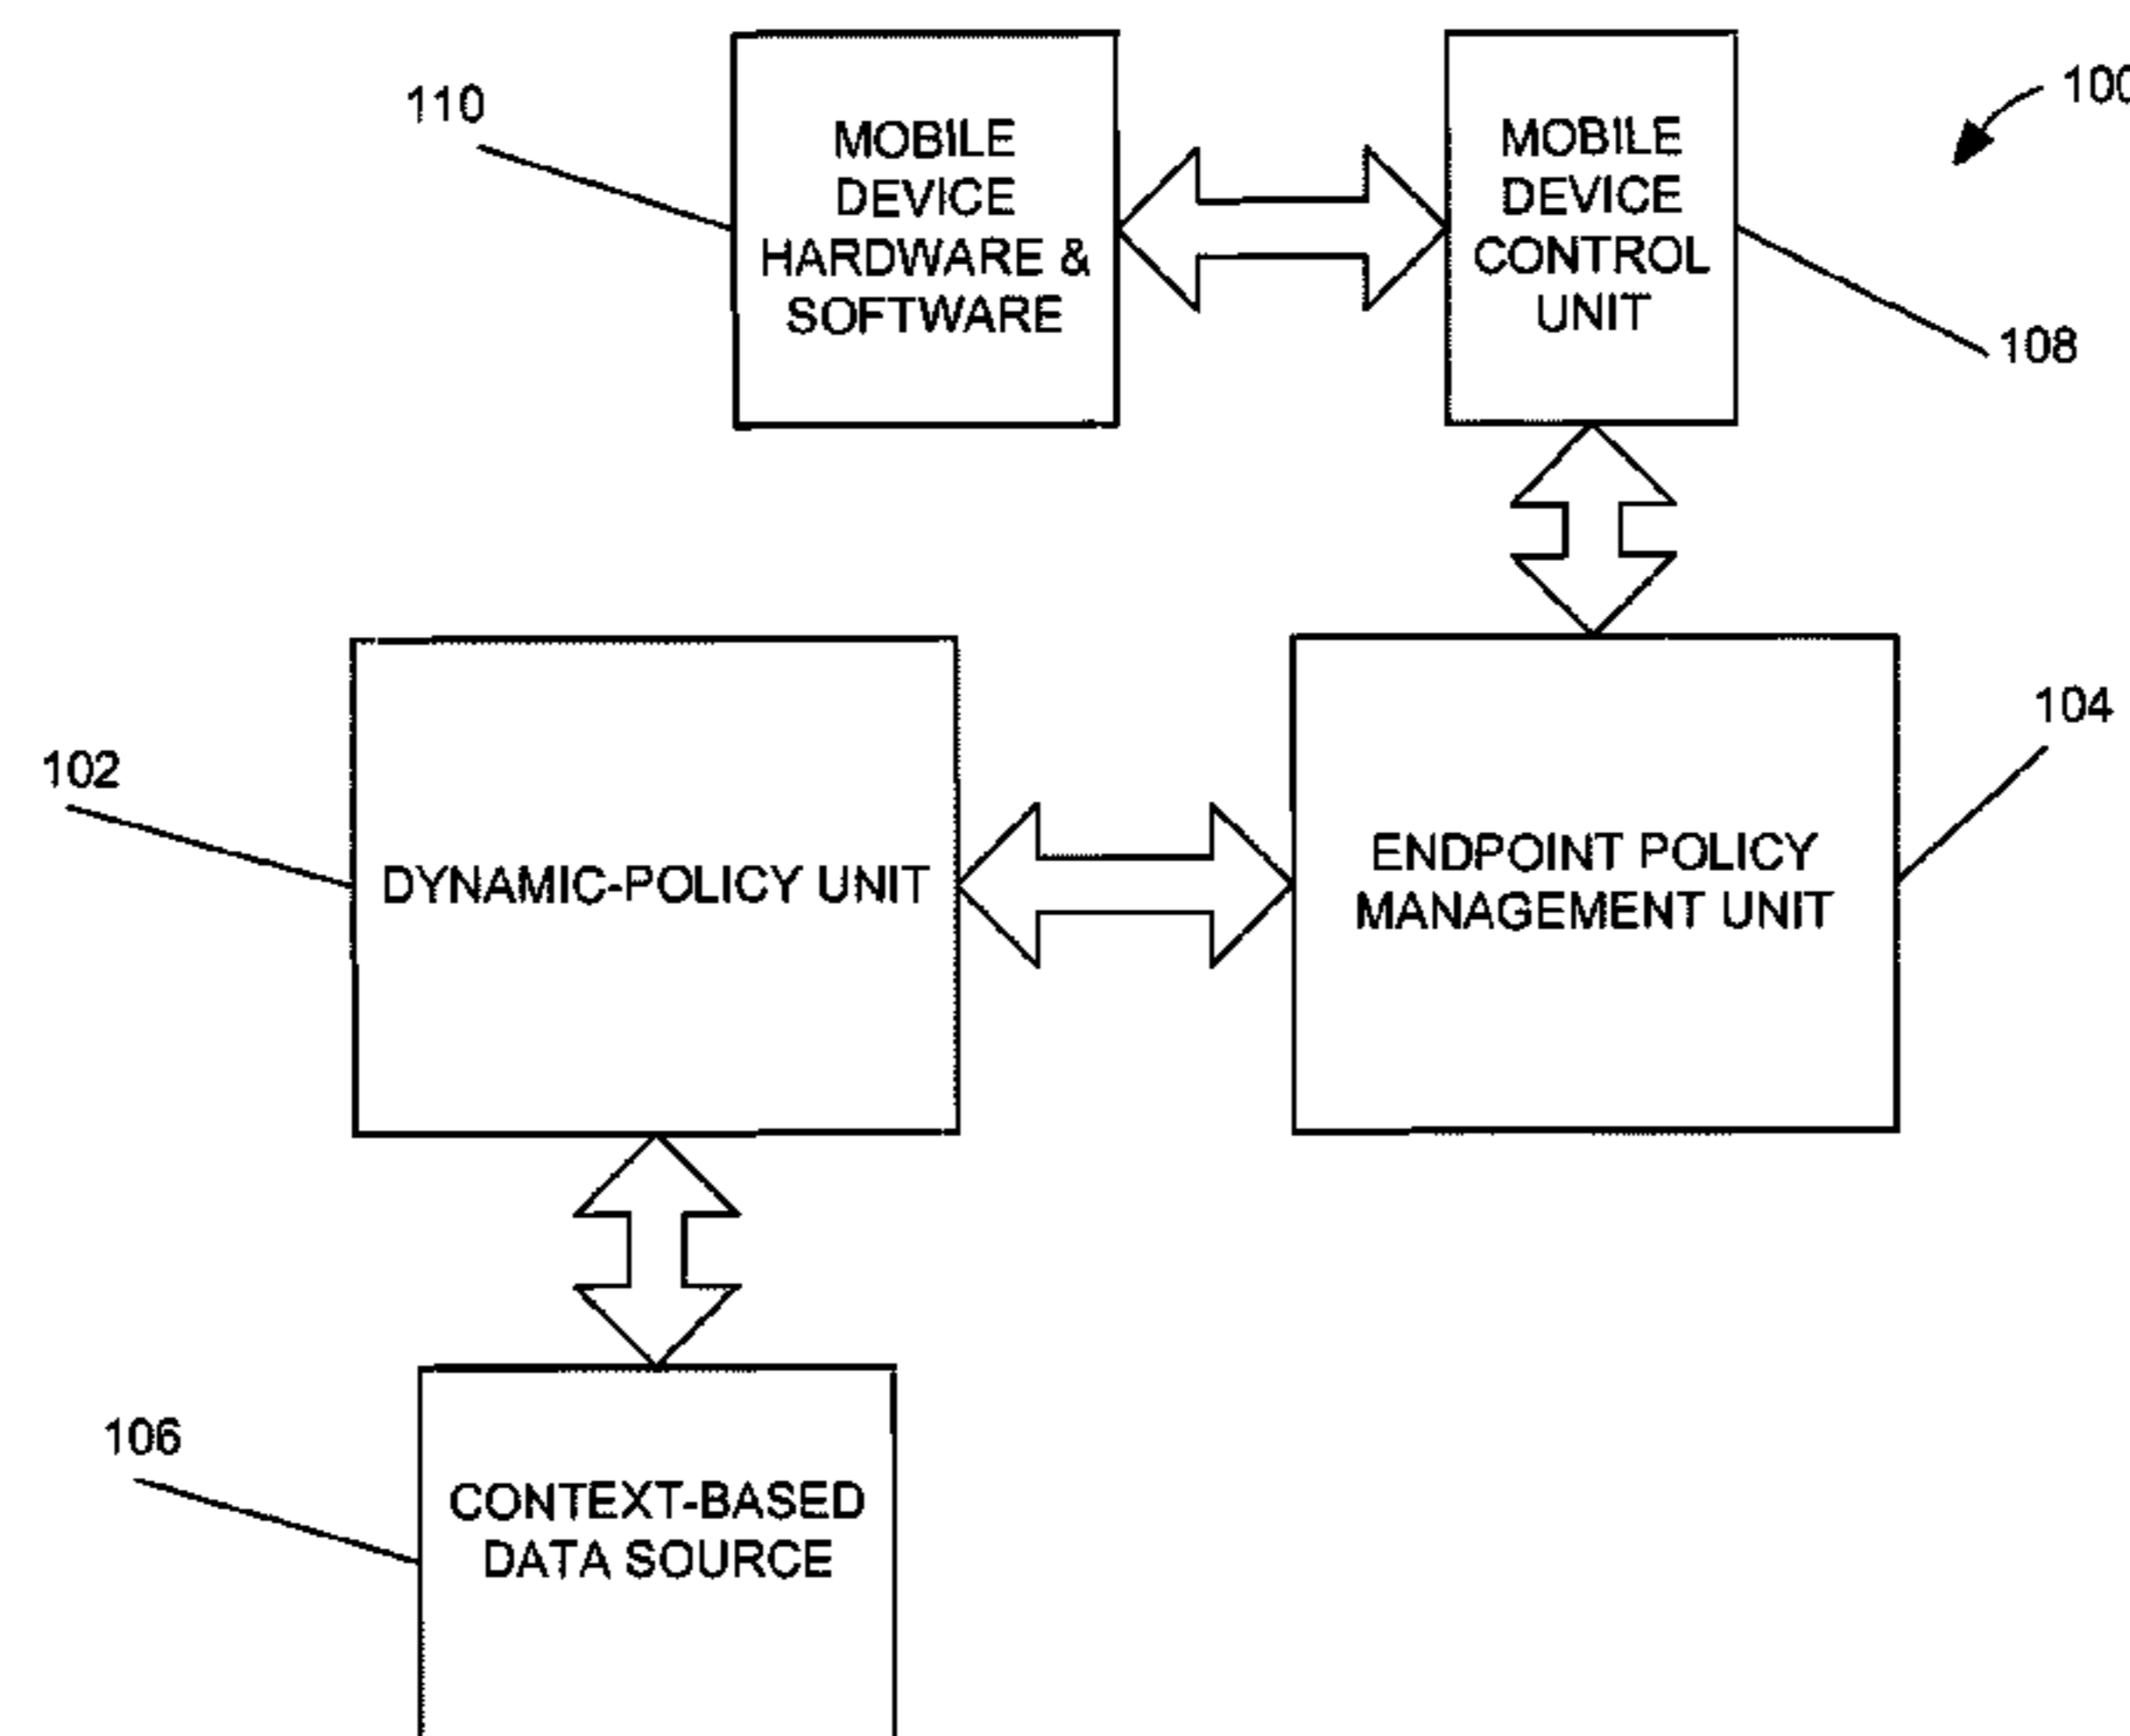 110
MOBILE
DEVICE
HARDWARE &
SOFTWARE
MOBILE
DEVICE
CONTROL
UNIT
100
108
102
DYNAMIC-POLICY UNIT
ENDPOINT POLICY
MANAGEMENT UNIT
104
106
CONTEXT-BASED
DATA SOURCE